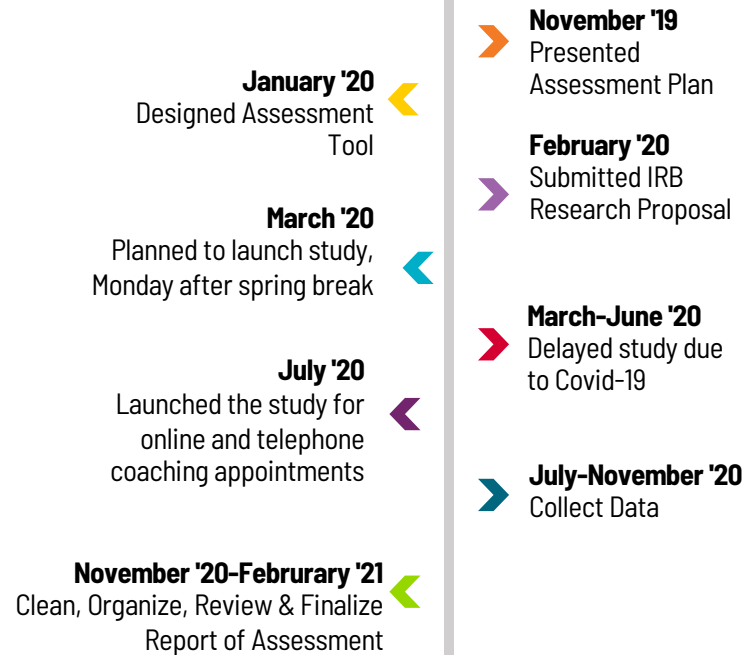 November '19
Presented
Assessment Plan
January '20
Designed Assessment
Tool
February '20
Submitted IRB
Research Proposal
March '20
Planned to launch study,
Monday after spring break
March-June '20
Delayed study due
to Covid-19
July '20
Launched the study for
online and telephone
coaching appointments
July-November '20
Collect Data
November '20-Februrary '21
Clean, Organize, Review & Finalize
Report of Assessment